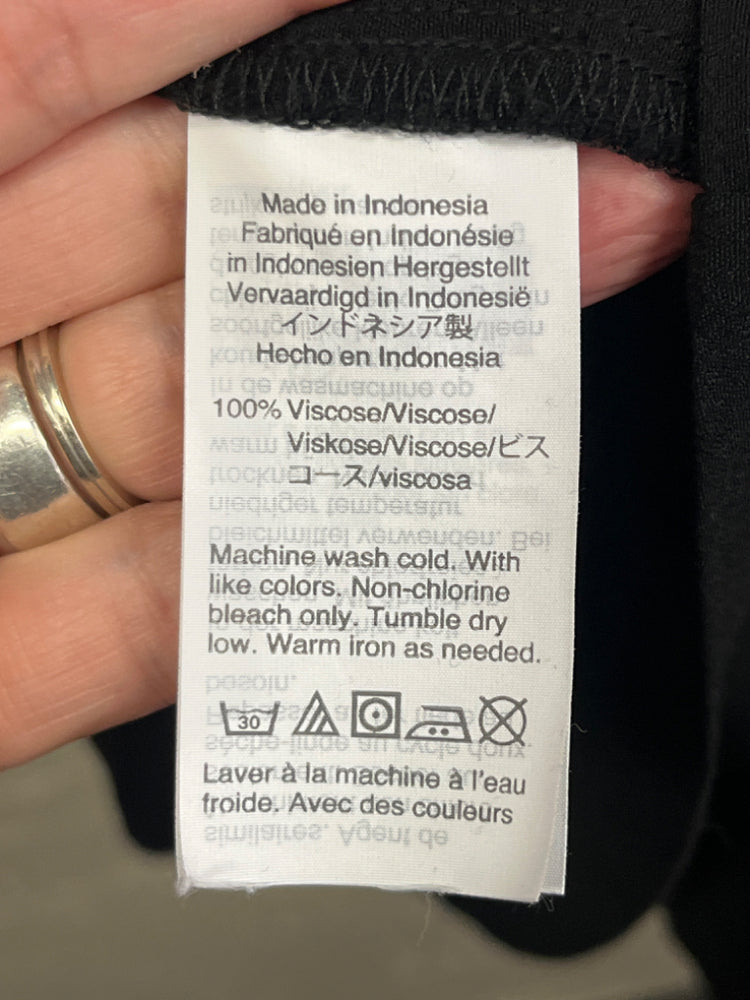 Made in Indonesia
Fabriqué en Indonésie
in Indonesien Hergestellt
Vervaardigd in Indonesië
インドネシア製
Hecho en Indonesia
100% Viscose/Viscose/
Viskose/Viscose/ビス
コース/viscosa
Machine wash cold. With
like colors. Non-chlorine
bleach only. Tumble dry
low. Warm iron as needed.
30
Laver à la machine à l'eau
froide. Avec des couleurs